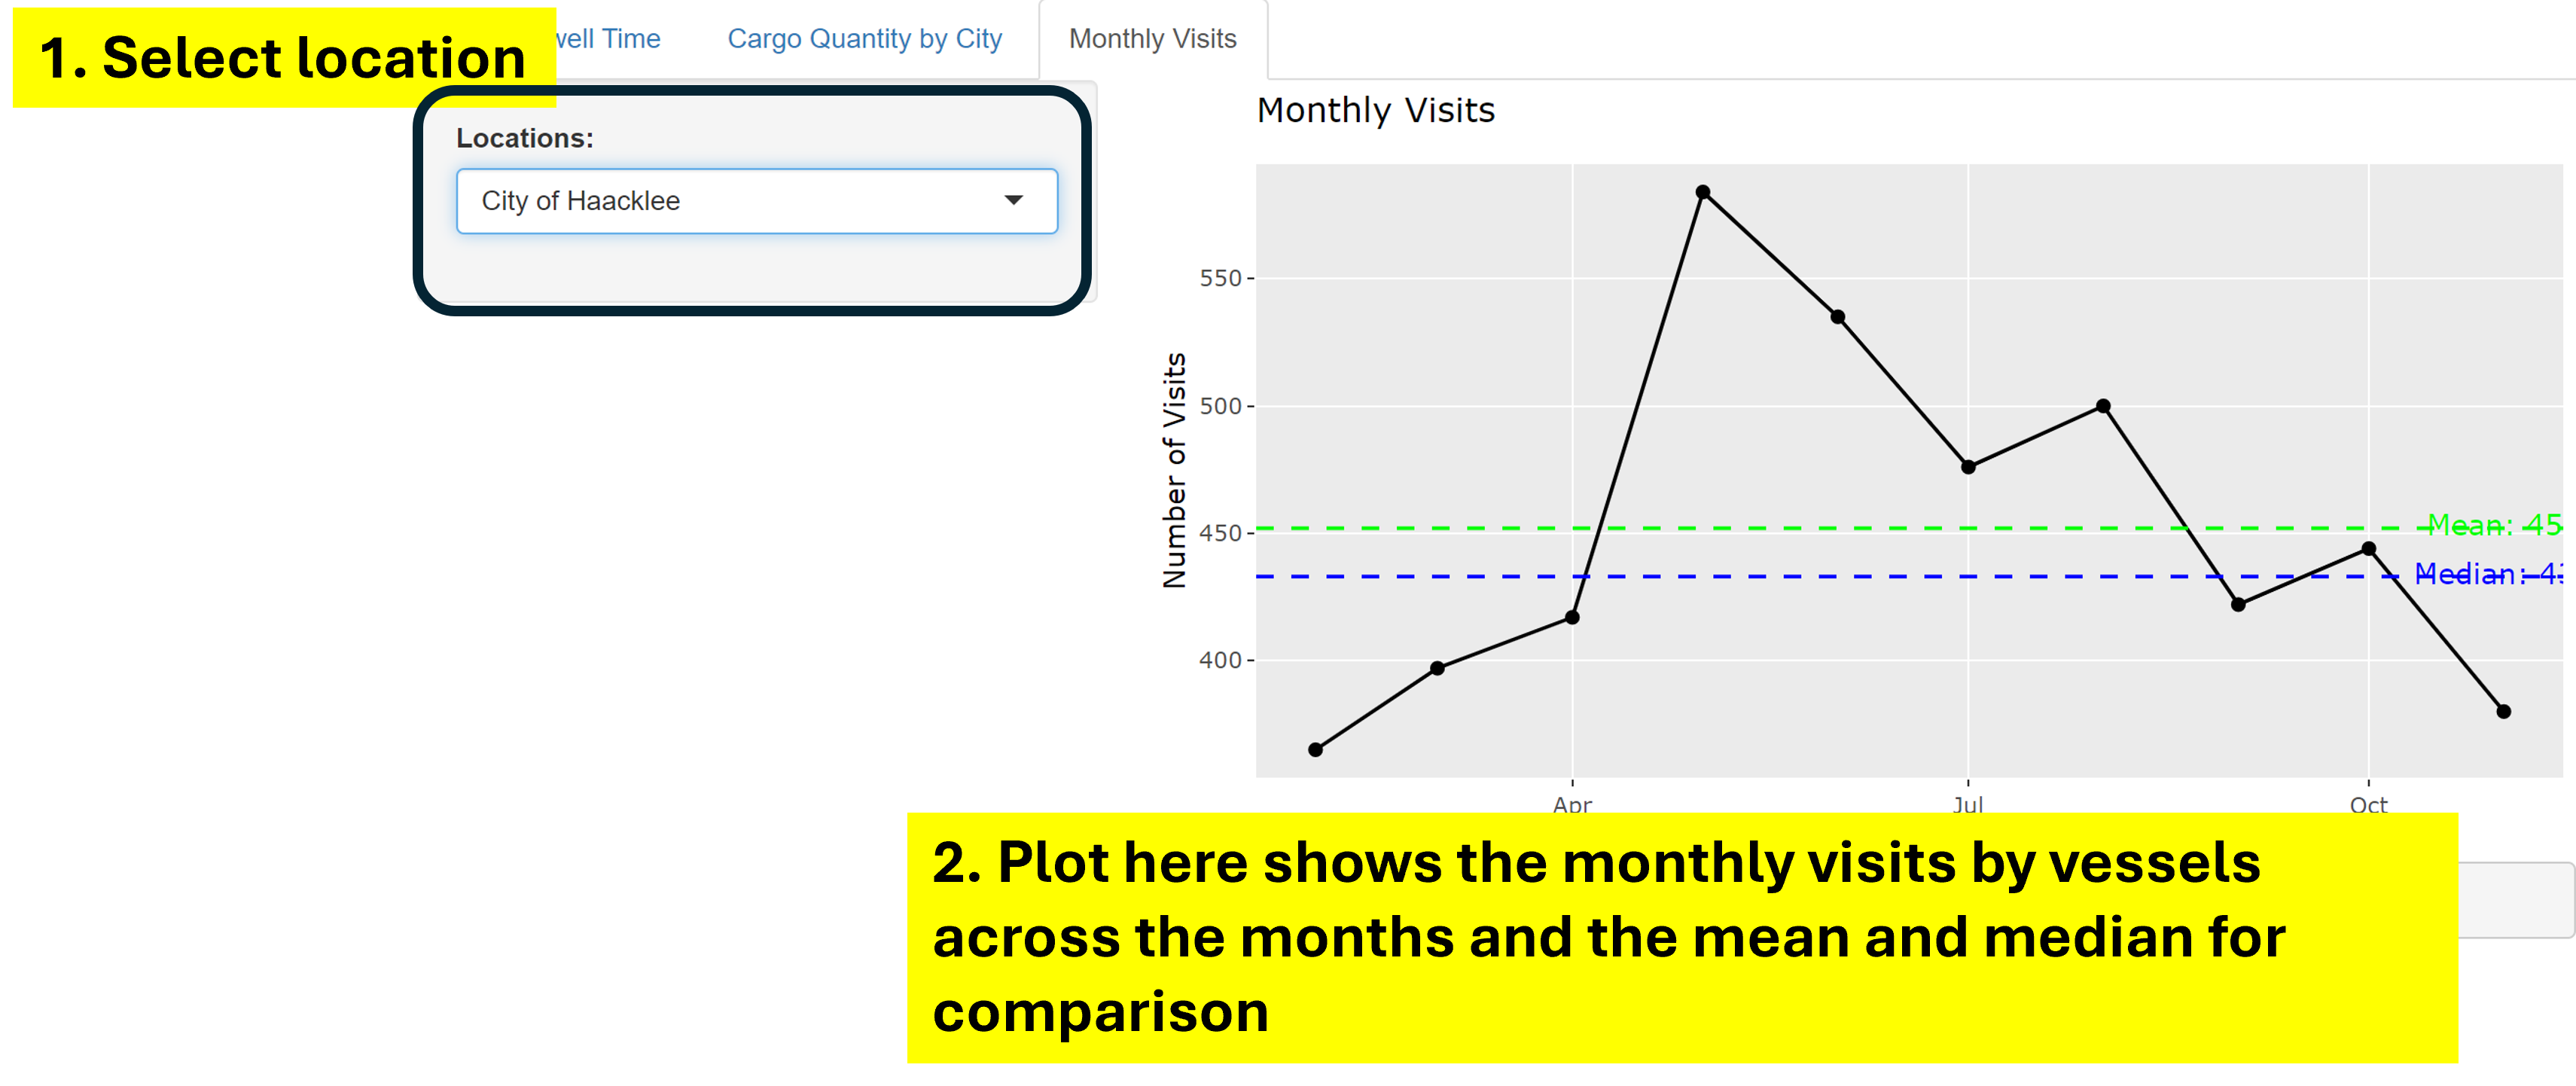 1. Select location
Time
Cargo Quantity by City
Monthly Visits
Locations:
City of Haacklee
Monthly Visits
550
500
450
400
Number of Visits
Mean: 45
Median:
Apr
Jul
Oct
2. Plot here shows the monthly visits by vessels
across the months and the mean and median for
comparison